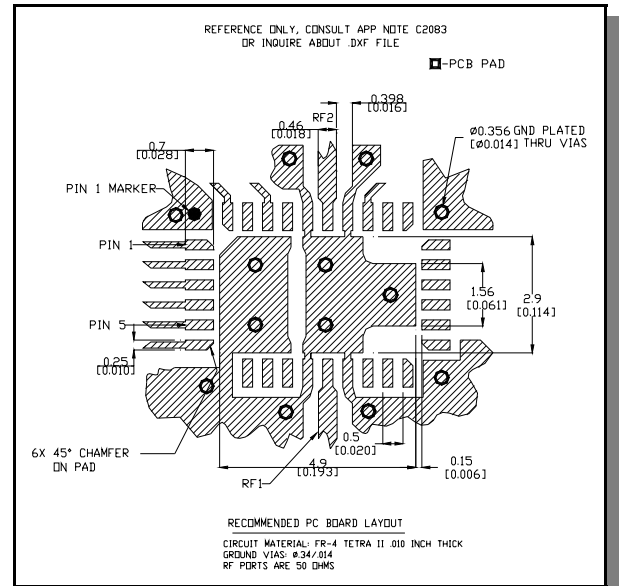 REFERENCE ONLY, CONSULT APP NOTE C2083
OR INQUIRE ABOUT .DXF FILE
-PCB PAD
0.398
[0.016]
RF2
0.46
[0.018]
0.7
[0.028]
Ø0.356 GND PLATED
[Ø0.014] THRU VIAS
PIN 1 MARKER
PIN 1
1.56
[0.061]
2.9
[0.114]
PIN 5
0.25
[0.010]
6X 45° CHAMFER
ON PAD
0.5
[0.020]
4.9
[0.193]
0.15
[0.006]
RF1
RECOMMENDED PC BOARD LAYOUT
CIRCUIT MATERIAL: FR-4 TETRA II .010 INCH THICK
GROUND VIAS: Ø.34/.014
RF PORTS ARE 50 OHMS